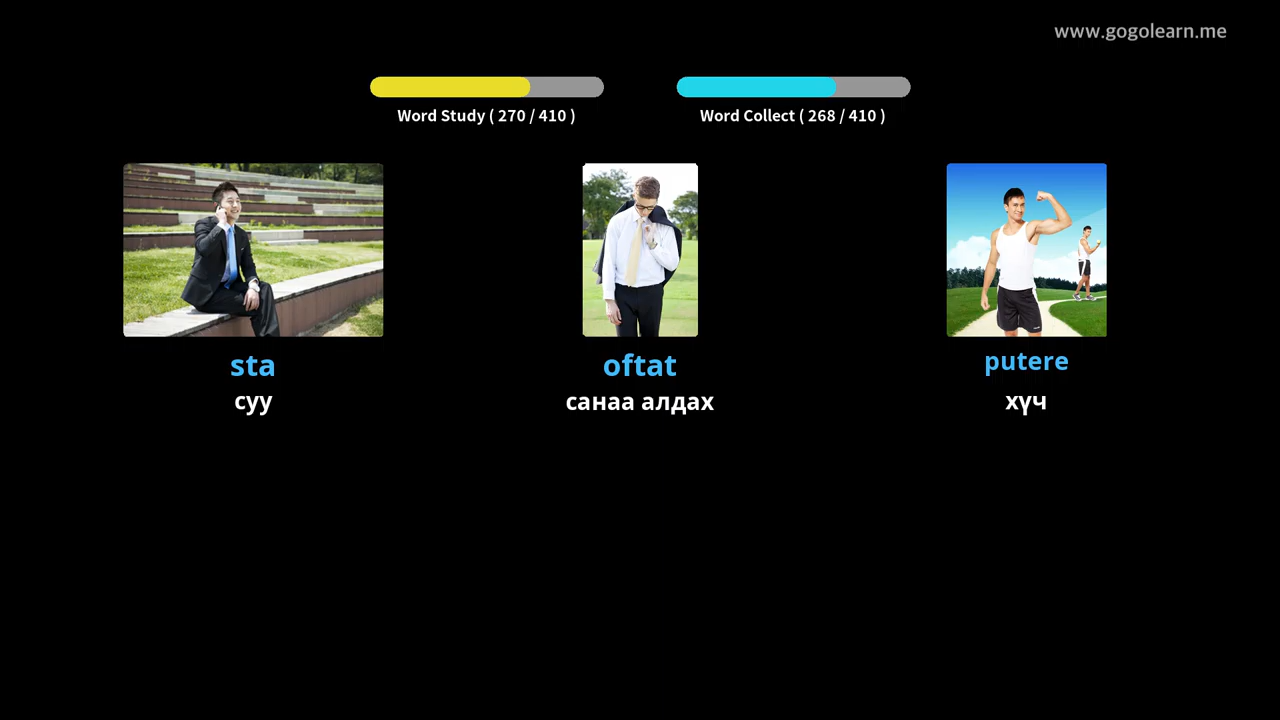 www.gogolearn.me
Word Study ( 270 / 410 )
Word Collect ( 268 / 410 )
sta
суу
oftat
санаа алдах
putere
хүч